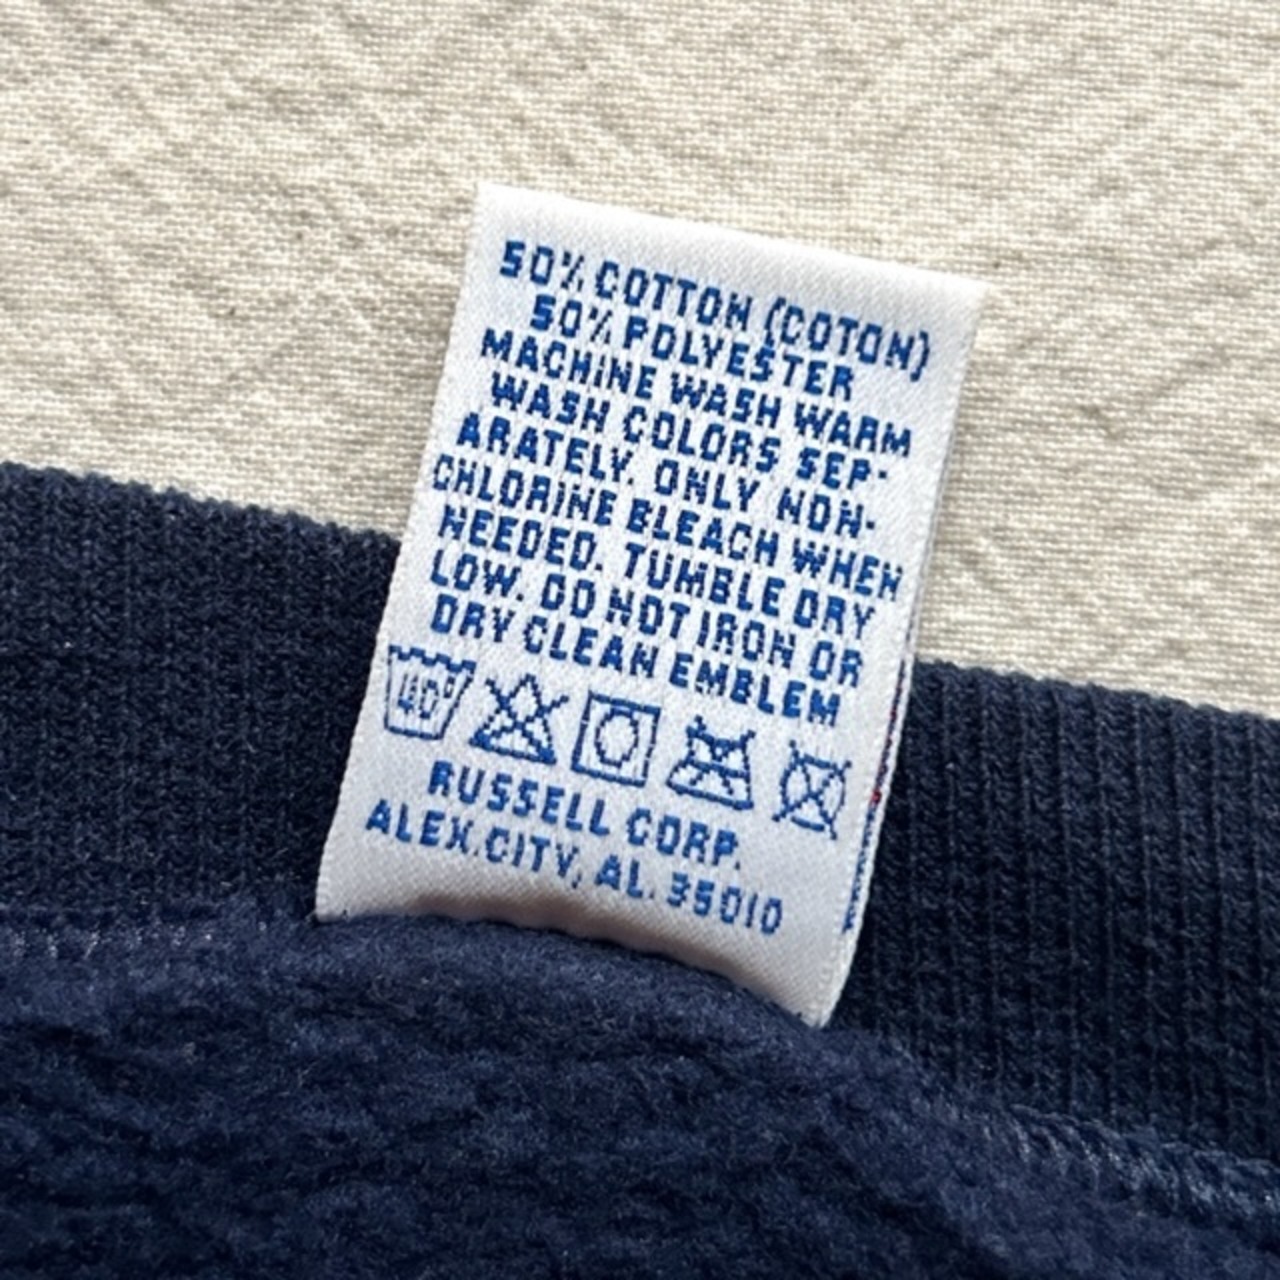 50% COTTON (COTON)
50% POLYESTER
MACHINE WASH WARM
WASH COLORS SEP-
ARATELY. ONLY NON-
CHLORINE BLEACH WHEN
NEEDED. TUMBLE DRY
LOW. DO NOT IRON OR
DRY CLEAN EMBLEM
40°
RUSSELL CORP.
ALEX.CITY, AL. 35010